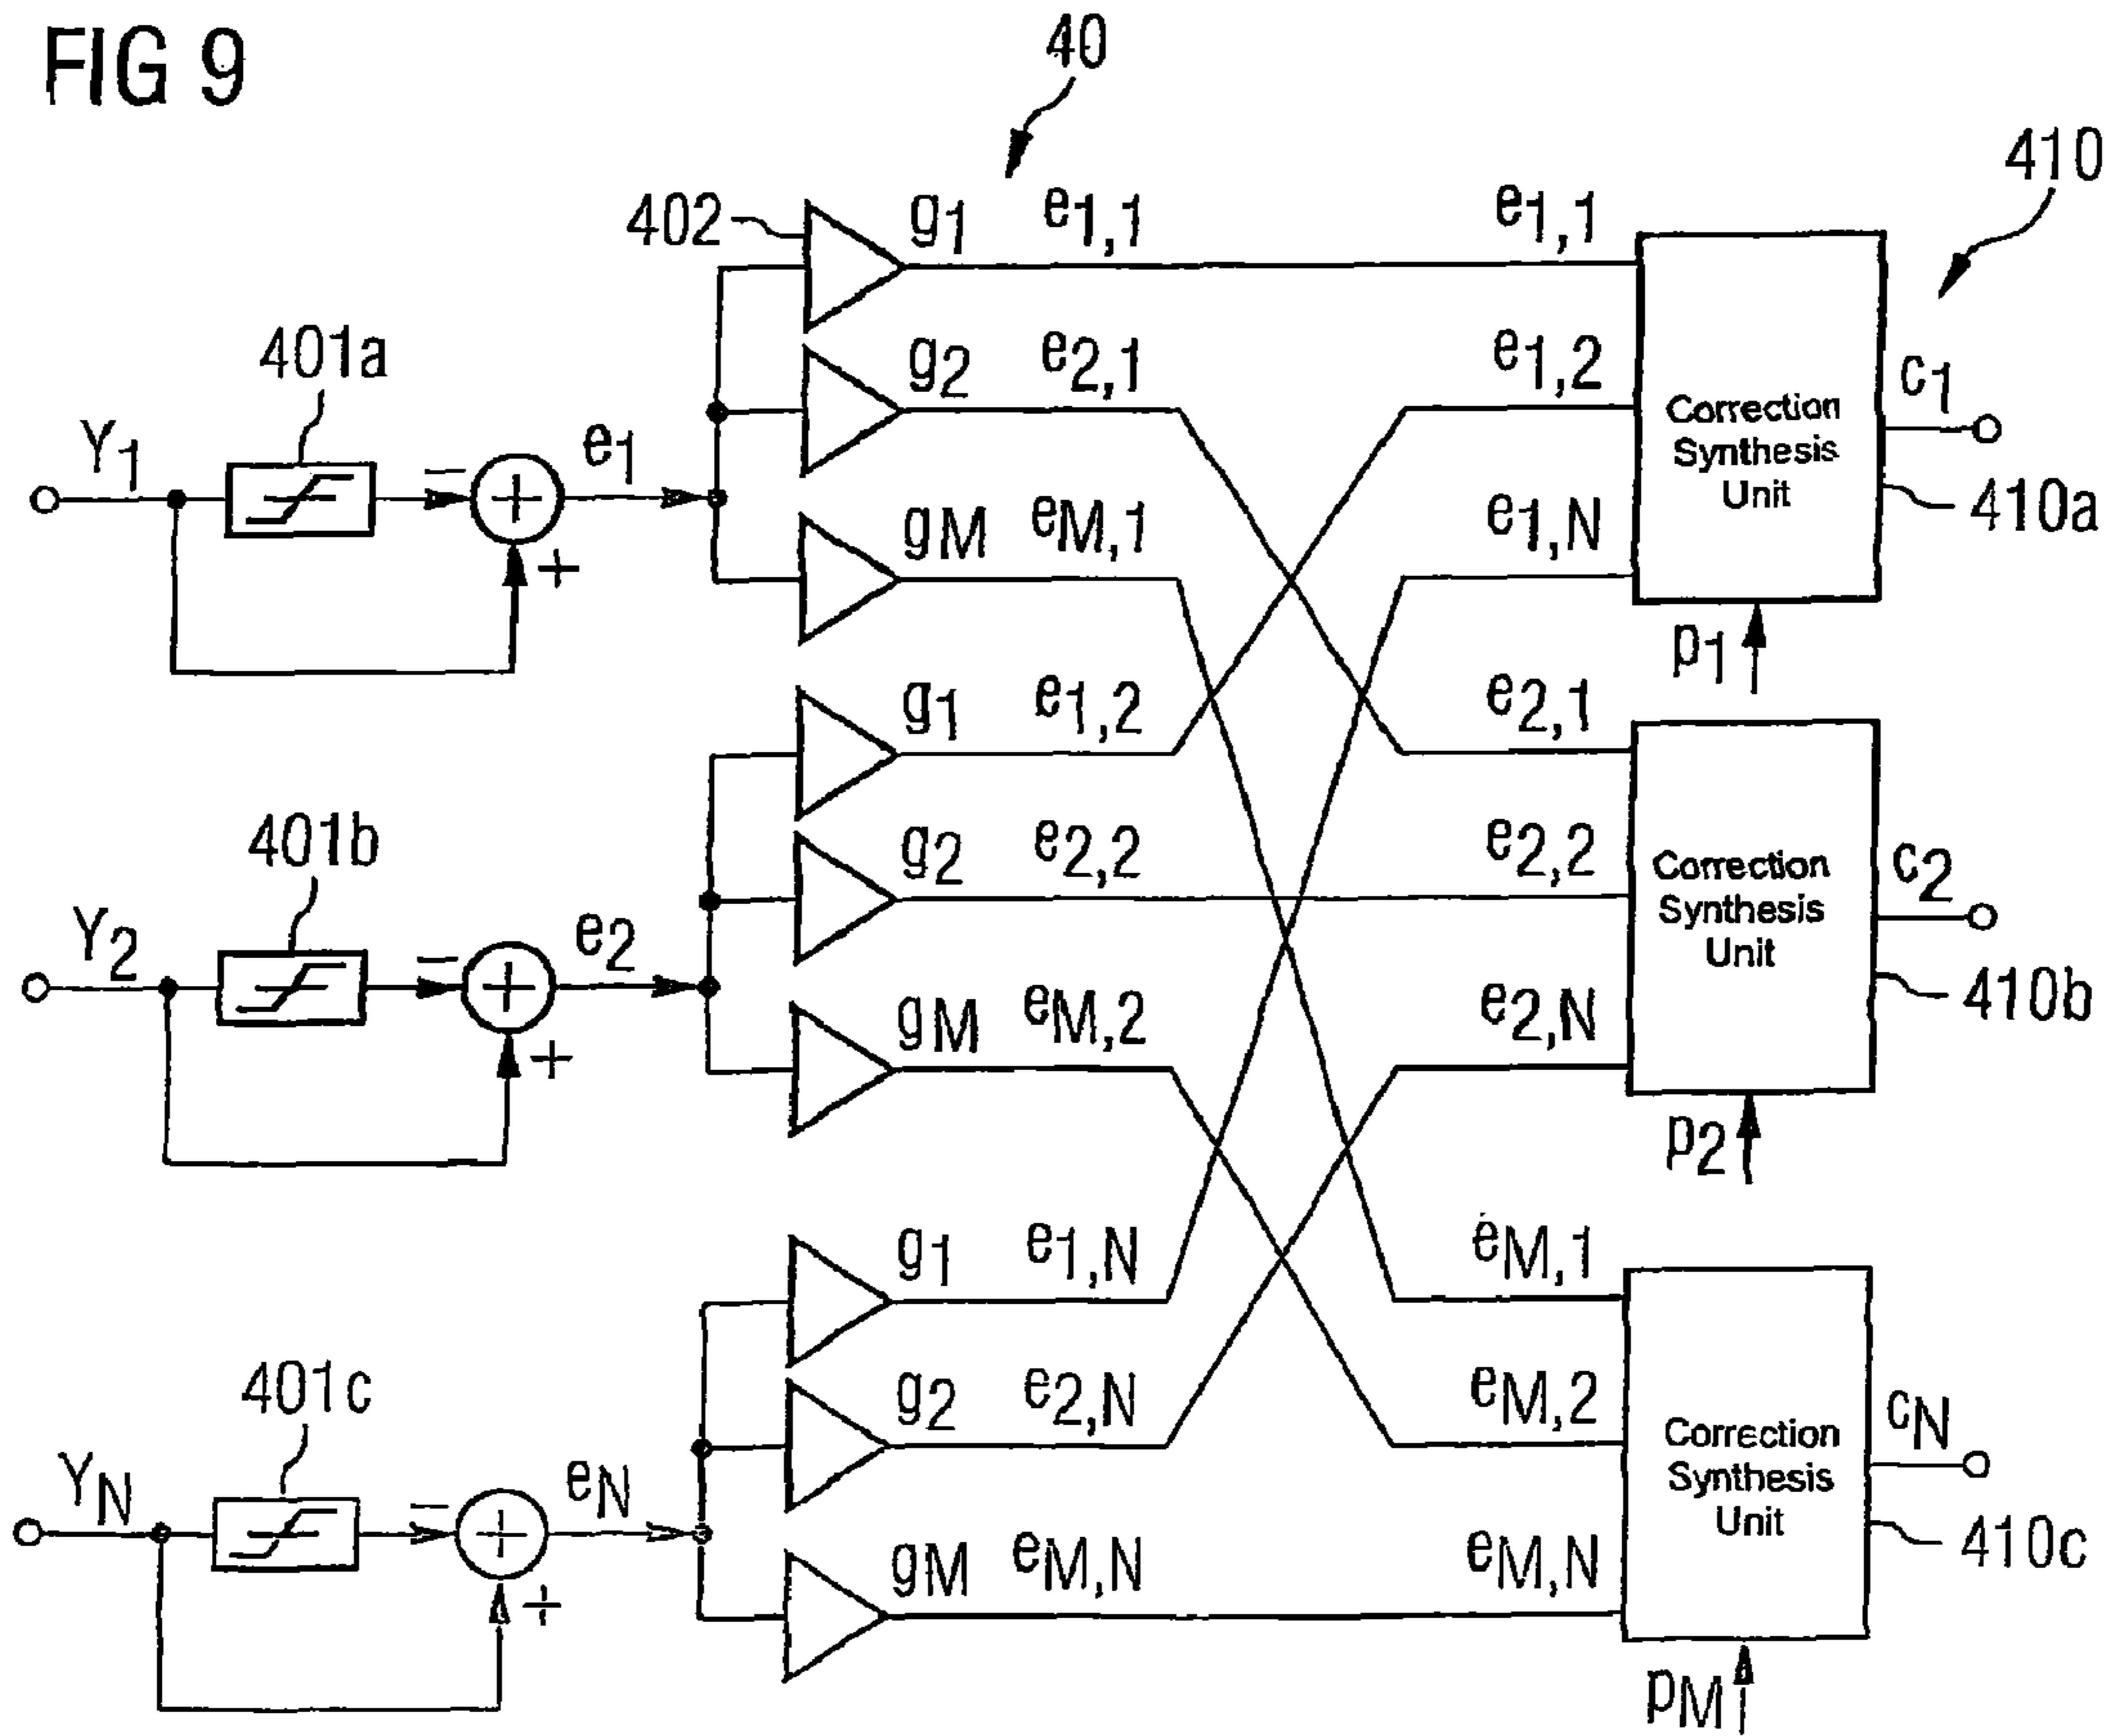 FIG 9
40
410
402
g1 e1,1 e1,1
401a
g2 e2,1 e1,2
Correction
Synthesis
Unit
c1
Y1
−
+
e1
+
gM eM,1 e1,N
410a
p1
g1 e1,2 e2,1
401b
g2 e2,2 e2,2
Correction
Synthesis
Unit
c2
Y2
−
+
e2
+
gM eM,2 e2,N
410b
p2
g1 e1,N eM,1
401c
g2 e2,N eM,2
Correction
Synthesis
Unit
cN
YN
−
+
eN
+
gM eM,N eM,N
410c
pM